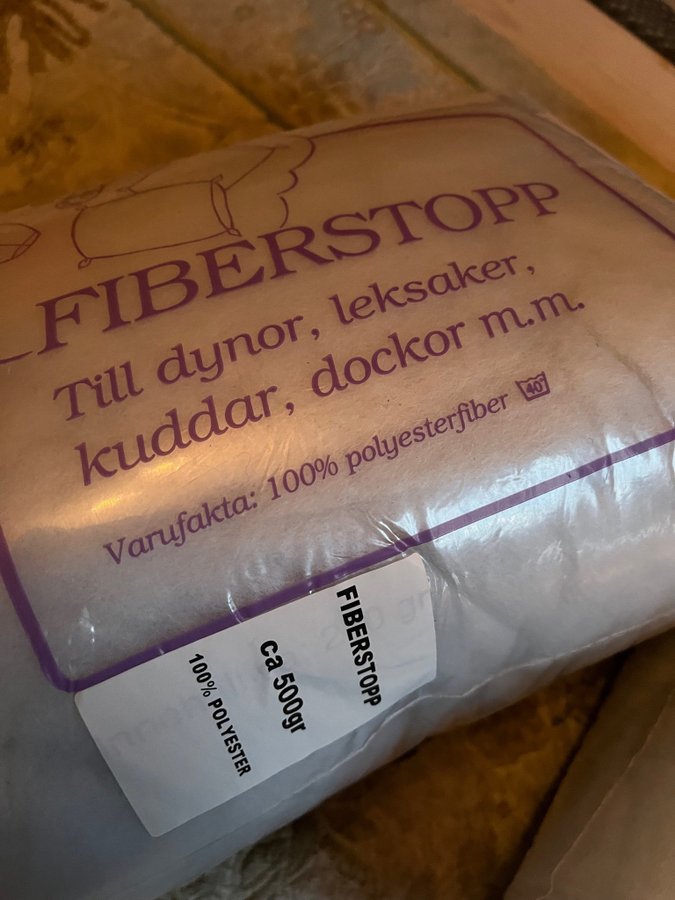 FIBERSTOPP
Till dynor, leksaker,
kuddar, dockor m.m.
Varufakta: 100% polyesterfiber 40°
FIBERSTOPP
ca 500gr
100% POLYESTER